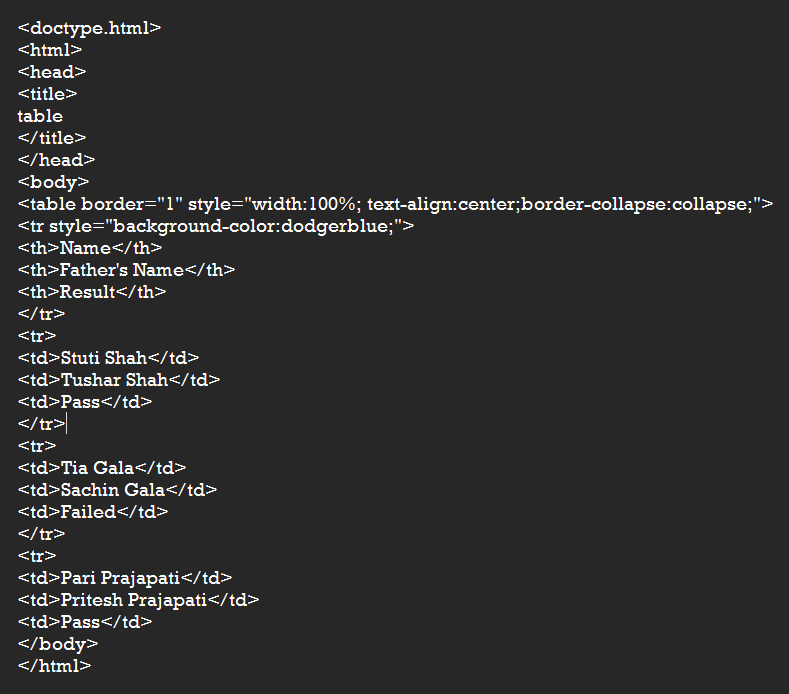 <doctype.html>
<html>
<head>
<title>
table
</title>
</head>
<body>
<table border="1" style="width:100%; text-align:center;border-collapse:collapse;">
<tr style="background-color:dodgerblue;">
<th>Name</th>
<th>Father's Name</th>
<th>Result</th>
</tr>
<tr>
<td>Stuti Shah</td>
<td>Tushar Shah</td>
<td>Pass</td>
</tr>
<tr>
<td>Tia Gala</td>
<td>Sachin Gala</td>
<td>Failed</td>
</tr>
<tr>
<td>Pari Prajapati</td>
<td>Pritesh Prajapati</td>
<td>Pass</td>
</body>
</html>